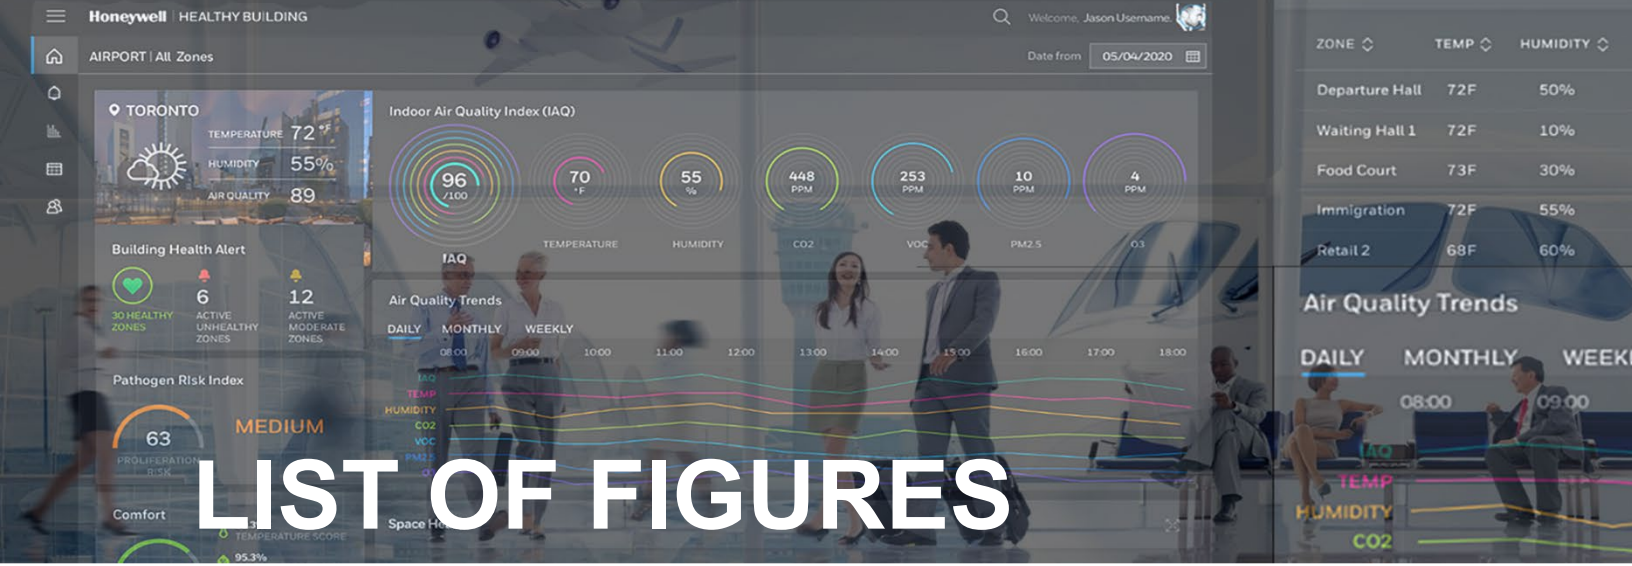 Honeywell | HEALTHY BUILDING
Welcome, Jason Username.
AIRPORT | All Zones
Date from 05/04/2020
TORONTO
TEMPERATURE 72 °F
HUMIDITY 55%
AIR QUALITY 89
Indoor Air Quality Index (IAQ)
96 /100
IAQ
70 °F
TEMPERATURE
55 %
HUMIDITY
448 PPM
CO2
253 PPM
VOC
10 PPM
PM2.5
4 PPM
O3
Building Health Alert
30 HEALTHY ZONES
6 ACTIVE UNHEALTHY ZONES
12 ACTIVE MODERATE ZONES
Air Quality Trends
DAILY MONTHLY WEEKLY
08:00 09:00 10:00 11:00 12:00 13:00 14:00 15:00 16:00 17:00 18:00
IAQ
TEMP
HUMIDITY
CO2
VOC
PM2.5
Pathogen RIsk Index
63
PROLIFERATION RISK
MEDIUM
Comfort
TEMPERATURE SCORE
95.3%
Space
LIST OF FIGURES
ZONE TEMP HUMIDITY
Departure Hall 72F 50%
Waiting Hall 1 72F 10%
Food Court 73F 30%
Immigration 72F 55%
Retail 2 68F 60%
Air Quality Trends
DAILY MONTHLY WEEK
08:00 09:00
IAQ
TEMP
HUMIDITY
CO2